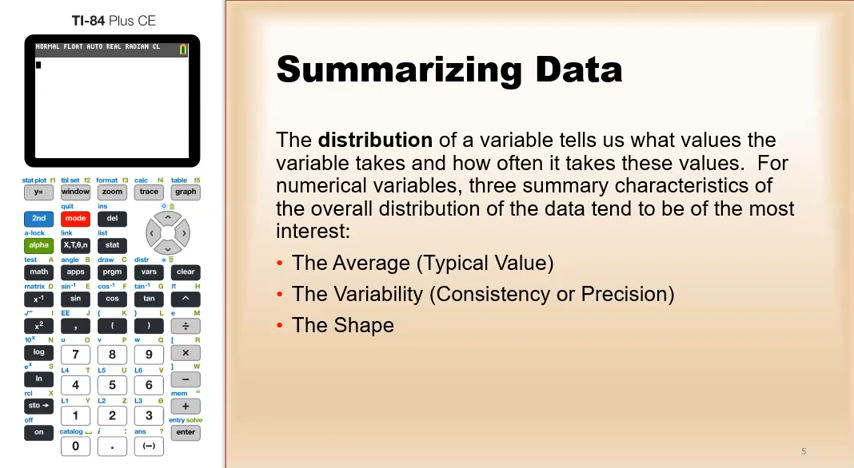 TI-84 Plus CE
NORMAL FLOAT AUTO REAL RADIAN CL
stat plot f1 tbl set f2 format f3 calc f4 table f5
y= window zoom trace graph
quit ins
2nd mode del
a-lock link list
alpha X,T,θ,n stat
test A angle B draw C distr
math apps prgm vars clear
matrix D sin⁻¹ E cos⁻¹ F tan⁻¹ G π H
x⁻¹ sin cos tan ^
√ I EE J { K } L e M
x² , ( ) ÷
10ˣ N u O v P w Q [ R
log 7 8 9 ×
eˣ S L4 T L5 U L6 V ] W
ln 4 5 6 −
rcl X L1 Y L2 Z L3 θ mem "
sto→ 1 2 3 +
off catalog i : ans ? entry solve
on 0 . (−) enter
Summarizing Data
The distribution of a variable tells us what values the
variable takes and how often it takes these values. For
numerical variables, three summary characteristics of
the overall distribution of the data tend to be of the most
interest:
• The Average (Typical Value)
• The Variability (Consistency or Precision)
• The Shape
5